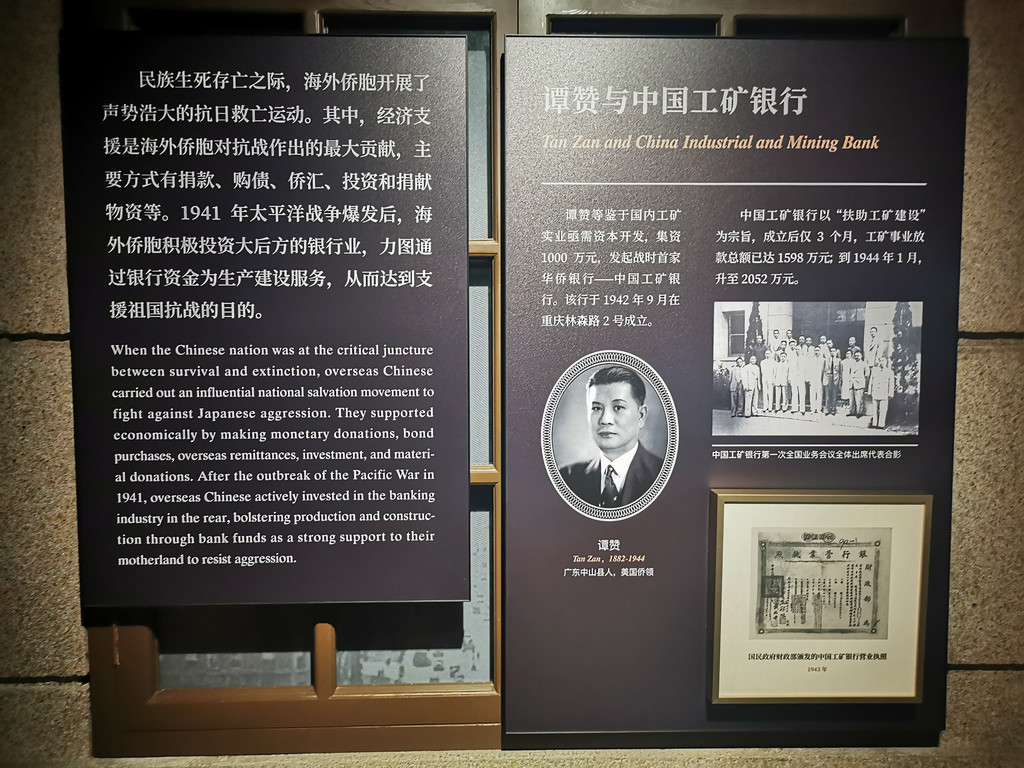 民族生死存亡之际，海外侨胞开展了
声势浩大的抗日救亡运动。其中，经济支
援是海外侨胞对抗战作出的最大贡献，主
要方式有捐款、购债、侨汇、投资和捐献
物资等。1941 年太平洋战争爆发后，海
外侨胞积极投资大后方的银行业，力图通
过银行资金为生产建设服务，从而达到支
援祖国抗战的目的。
When the Chinese nation was at the critical juncture
between survival and extinction, overseas Chinese
carried out an influential national salvation movement to
fight against Japanese aggression. They supported
economically by making monetary donations, bond
purchases, overseas remittances, investment, and materi-
al donations. After the outbreak of the Pacific War in
1941, overseas Chinese actively invested in the banking
industry in the rear, bolstering production and construc-
tion through bank funds as a strong support to their
motherland to resist aggression.
谭赞与中国工矿银行
Tan Zan and China Industrial and Mining Bank
谭赞等鉴于国内工矿
实业亟需资本开发，集资
1000 万元，发起战时首家
华侨银行——中国工矿银
行。该行于 1942 年 9 月在
重庆林森路 2 号成立。
谭赞
Tan Zan，1882-1944
广东中山县人，美国侨领
中国工矿银行以“扶助工矿建设”
为宗旨，成立后仅 3 个月，工矿事业放
款总额已达 1598 万元；到 1944 年 1 月，
升至 2052 万元。
中国工矿银行第一次全国业务会议全体出席代表合影
照執業營行銀
財政部
国民政府财政部颁发的中国工矿银行营业执照
1943 年